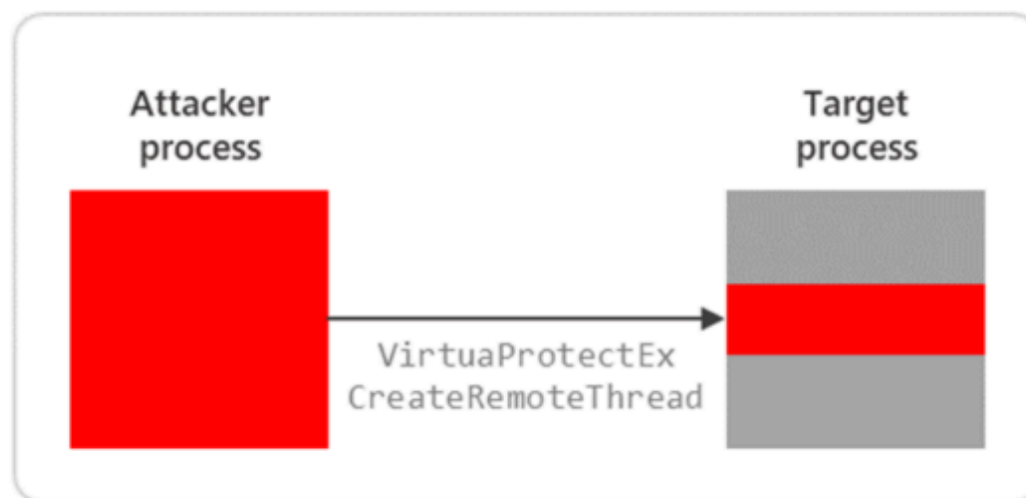 Attacker
process
Target
process
VirtuaProtectEx
CreateRemoteThread